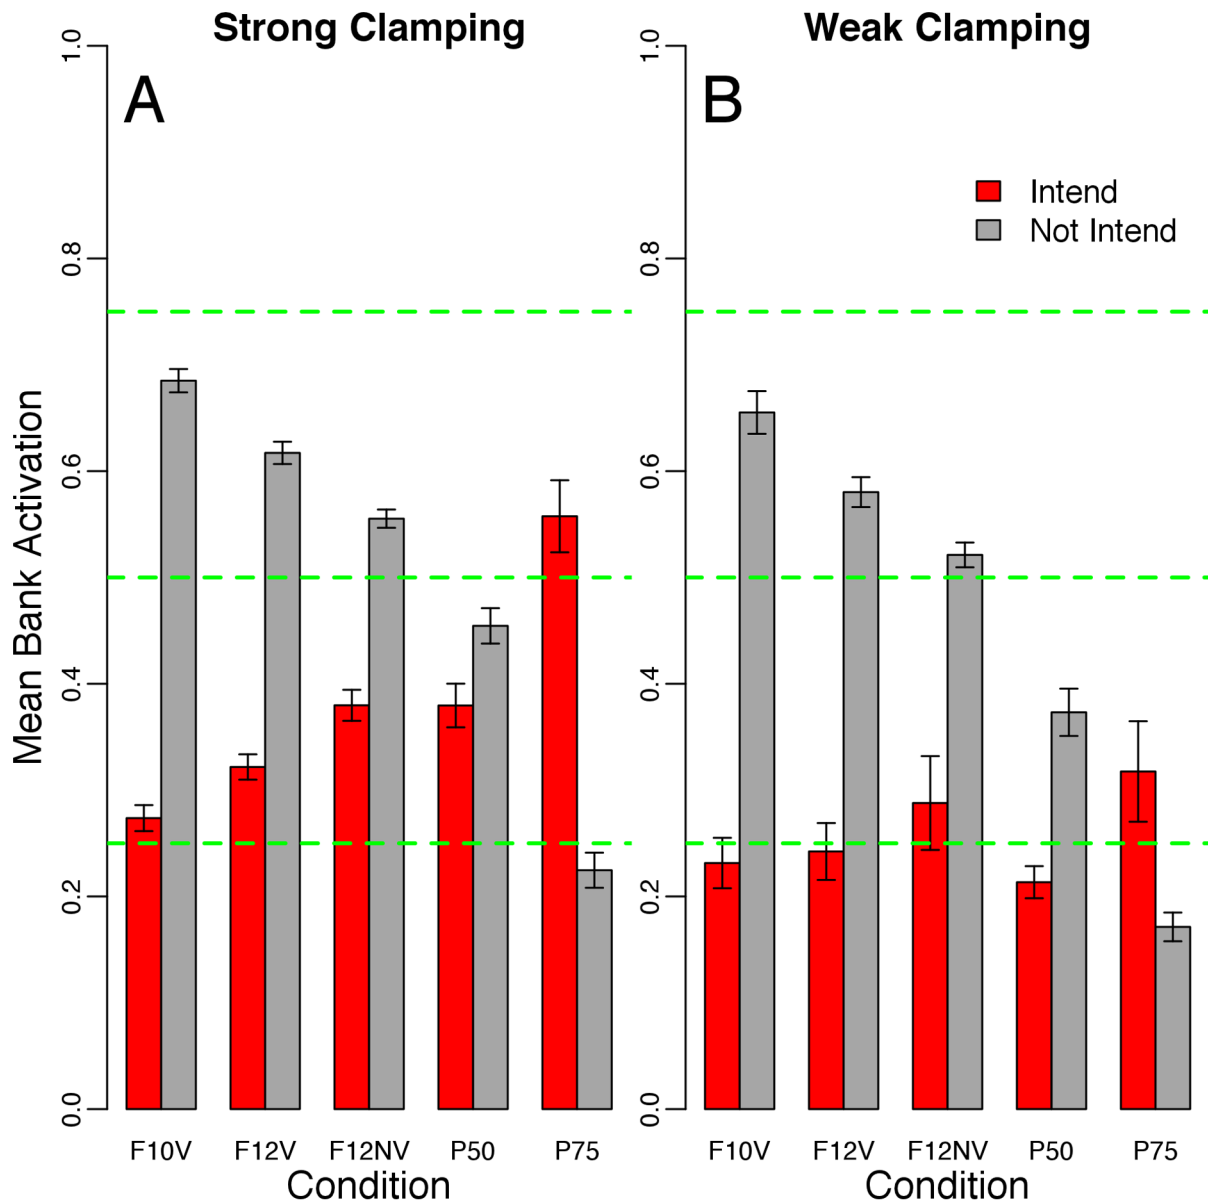 Strong Clamping
Weak Clamping
A
B
Intend
Not Intend
Mean Bank Activation
1.0
0.8
0.6
0.4
0.2
0.0
1.0
0.8
0.6
0.4
0.2
0.0
F10V F12V F12NV P50 P75
F10V F12V F12NV P50 P75
Condition
Condition